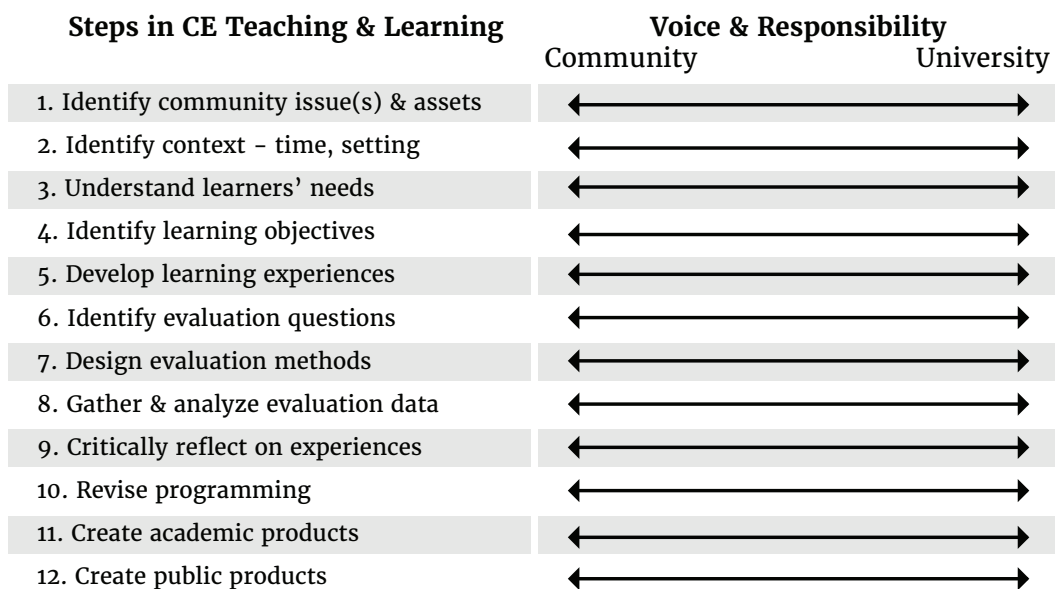 Steps in CE Teaching & Learning
Voice & Responsibility
Community University
1. Identify community issue(s) & assets
2. Identify context - time, setting
3. Understand learners’ needs
4. Identify learning objectives
5. Develop learning experiences
6. Identify evaluation questions
7. Design evaluation methods
8. Gather & analyze evaluation data
9. Critically reflect on experiences
10. Revise programming
11. Create academic products
12. Create public products